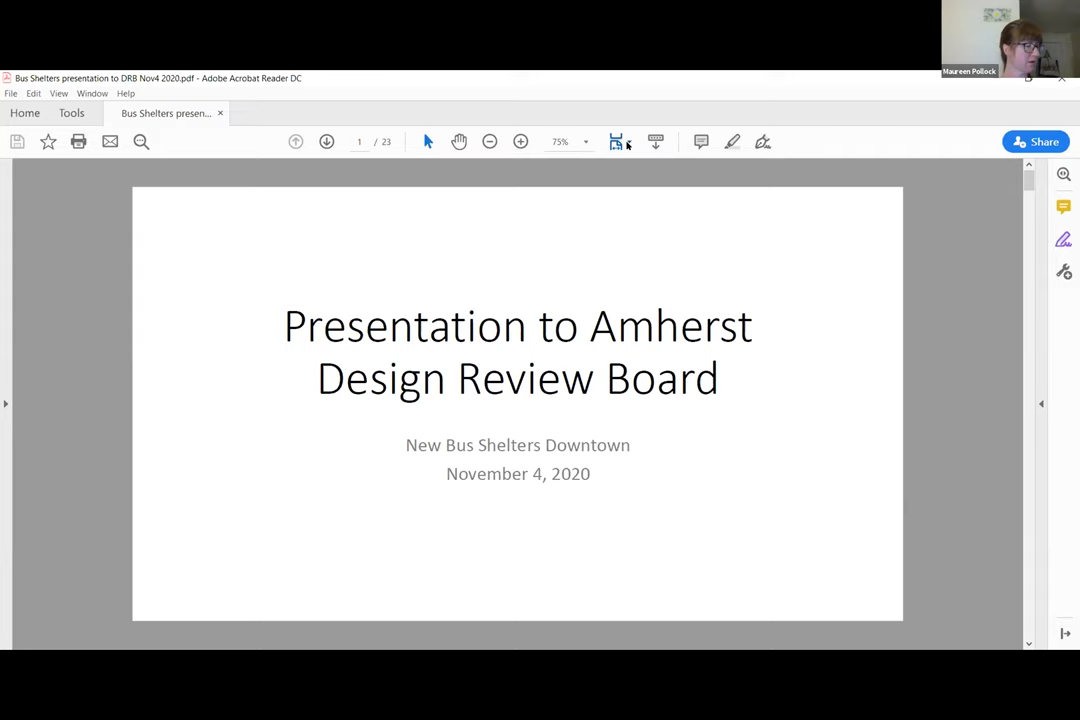 Maureen Pollock
Bus Shelters presentation to DRB Nov4 2020.pdf - Adobe Acrobat Reader DC
File Edit View Window Help
Home Tools Bus Shelters presen... ×
1 / 23 75% Share
Presentation to Amherst
Design Review Board
New Bus Shelters Downtown
November 4, 2020